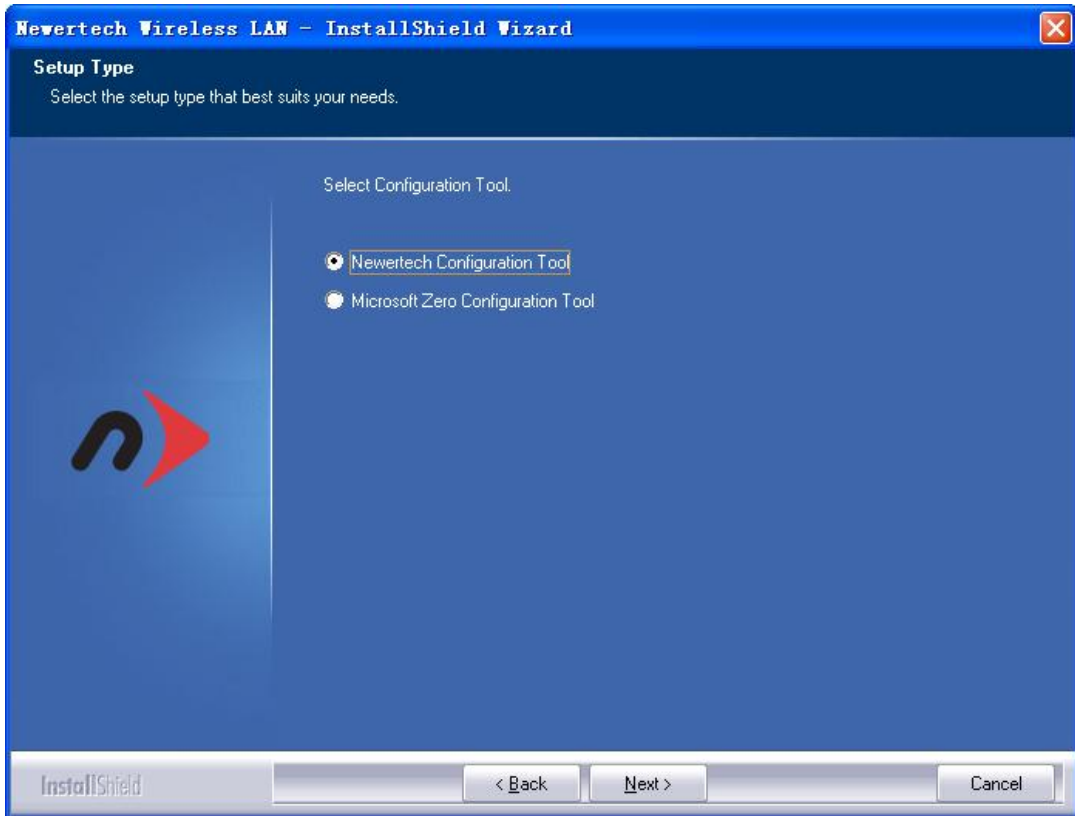 Newertech Wireless LAN - InstallShield Wizard
Setup Type
Select the setup type that best suits your needs.
Select Configuration Tool.
Newertech Configuration Tool
Microsoft Zero Configuration Tool
n
InstallShield
< Back
Next >
Cancel